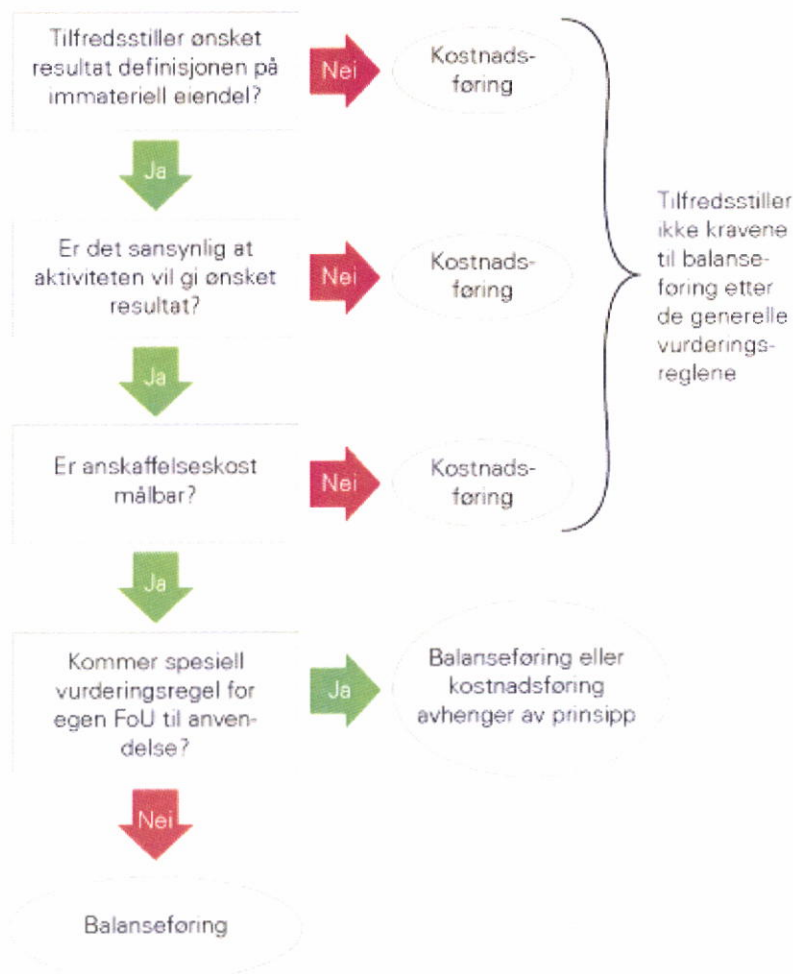 Tilfredsstiller ønsket
resultat definisjonen på
immateriell eiendel?
Nei
Kostnads-
føring
Ja
Er det sansynlig at
aktiviteten vil gi ønsket
resultat?
Nei
Kostnads-
føring
Tilfredsstiller
ikke kravene
til balanse-
føring etter
de generelle
vurderings-
reglene
Ja
Er anskaffelseskost
målbar?
Nei
Kostnads-
føring
Ja
Kommer spesiell
vurderingsregel for
egen FoU til anven-
delse?
Ja
Balanseføring eller
kostnadsføring
avhenger av prinsipp
Nei
Balanseføring